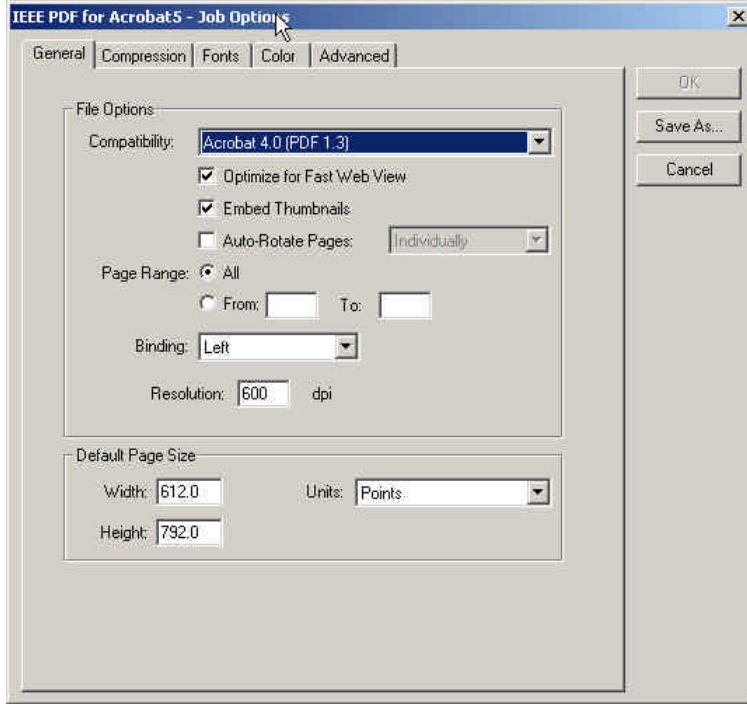 IEEE PDF for Acrobat5 - Job Options
General Compression Fonts Color Advanced
OK
File Options
Save As...
Compatibility: Acrobat 4.0 (PDF 1.3)
Cancel
Optimize for Fast Web View
Embed Thumbnails
Auto-Rotate Pages: Individually
Page Range: All
From: To:
Binding: Left
Resolution: 600 dpi
Default Page Size
Width: 612.0 Units: Points
Height: 792.0